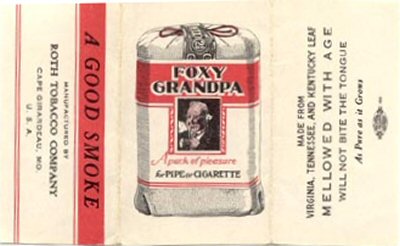 A GOOD SMOKE
MANUFACTURED BY
ROTH TOBACCO COMPANY
CAPE GIRARDEAU, MO.
U. S. A.
FOXY
GRANDPA
A pack of pleasure
for PIPE or CIGARETTE
MADE FROM
VIRGINIA, TENNESSEE, AND KENTUCKY LEAF
MELLOWED WITH AGE
WILL NOT BITE THE TONGUE
As Pure as it Grows